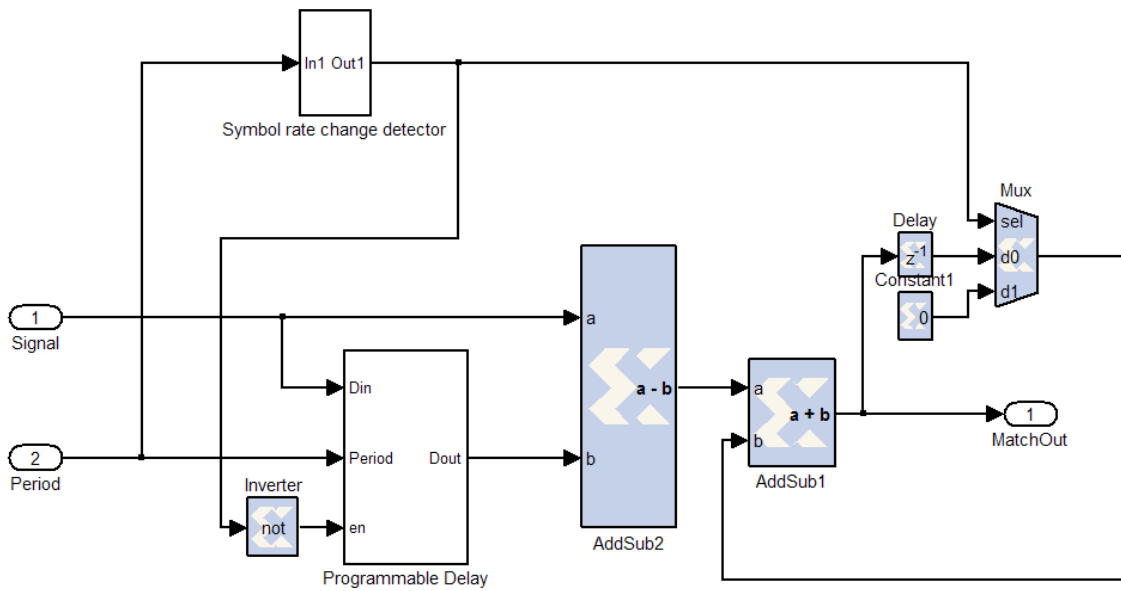 In1 Out1
Symbol rate change detector
Mux
sel
Delay
z-1
d0
Constant1
d1
0
1
Signal
a
a - b
b
AddSub2
Din
Period
Dout
en
Programmable Delay
2
Period
Inverter
not
a
a + b
b
AddSub1
1
MatchOut